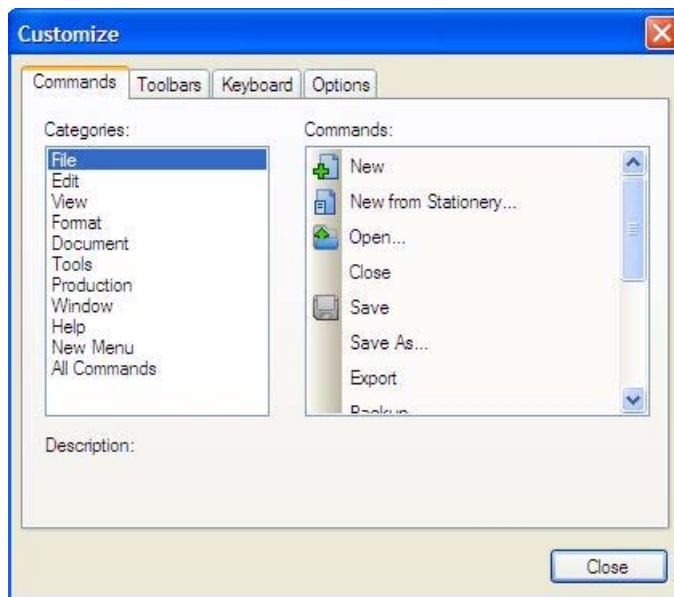 Customize
Commands Toolbars Keyboard Options
Categories:
File
Edit
View
Format
Document
Tools
Production
Window
Help
New Menu
All Commands
Commands:
New
New from Stationery...
Open...
Close
Save
Save As...
Export
Backup
Description:
Close